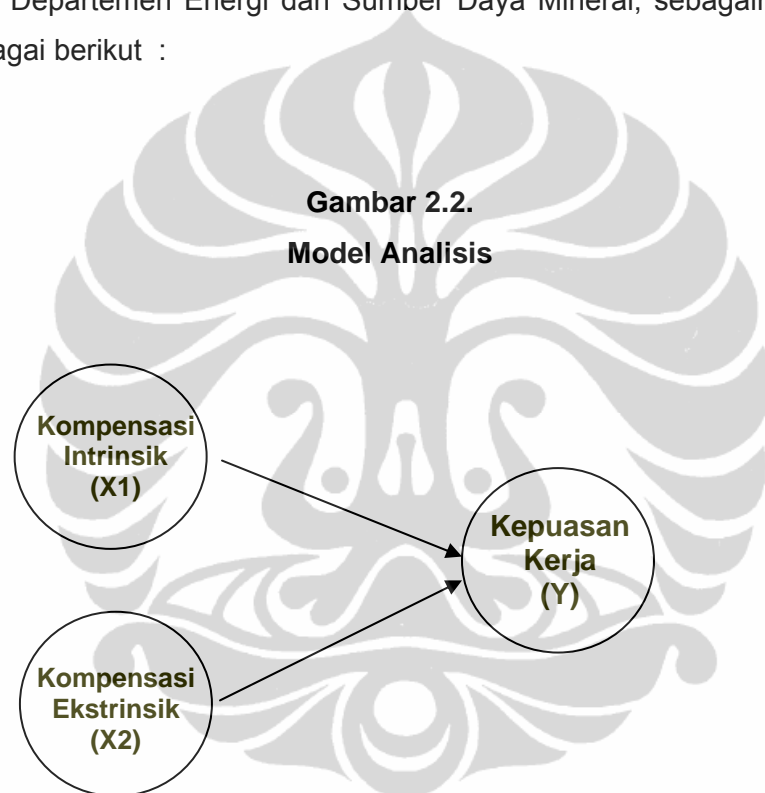 Departemen Energi dan Sumber Daya Mineral, sebagai
agai berikut :
Gambar 2.2.
Model Analisis
Kompensasi
Intrinsik
(X1)
Kepuasan
Kerja
(Y)
Kompensasi
Ekstrinsik
(X2)